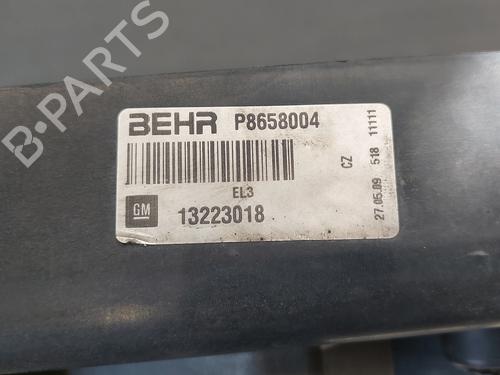 B-PARTS
BEHR P8658004
EL3
GM 13223018
CZ
27.05.09 518 11111